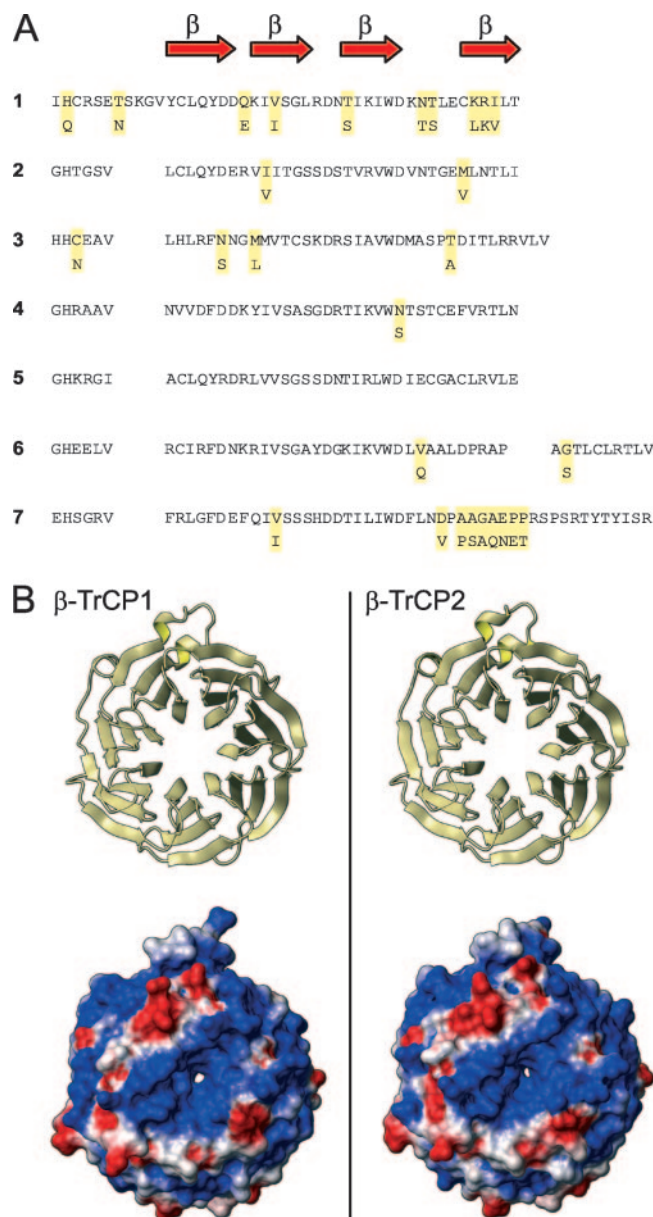 A
β β β β
1 IHCRSETSKGVYCLQYDDQKIVSGLRDNTIKIWDKNTLECKRILT
Q N E I S TS LKV
2 GHTGSV LCLQYDERVIITGSSDSTVRVWDVNTGEMLNTLI
V V
3 HHCEAV LHLRFNNGMMVTCSKDRSIAVWDMASPTDITLRRVLV
N S L A
4 GHRAAV NVVDFDDKYIVSASGDRTIKVWNTSTCEFVRTLN
S
5 GHKRGI ACLQYRDRLVVSGSSDNTIRLWDIECGACLRVLE
6 GHEELV RCIRFDNKRIVSGAYDGKIKVWDLVAALDPRAP AGTLCLRTLV
Q S
7 EHSGRV FRLGFDEFQIVSSSHDDTILIWDFLNDPAAGAEPPRSPSRTYTYISR
I V PSAQNET
B β-TrCP1 β-TrCP2